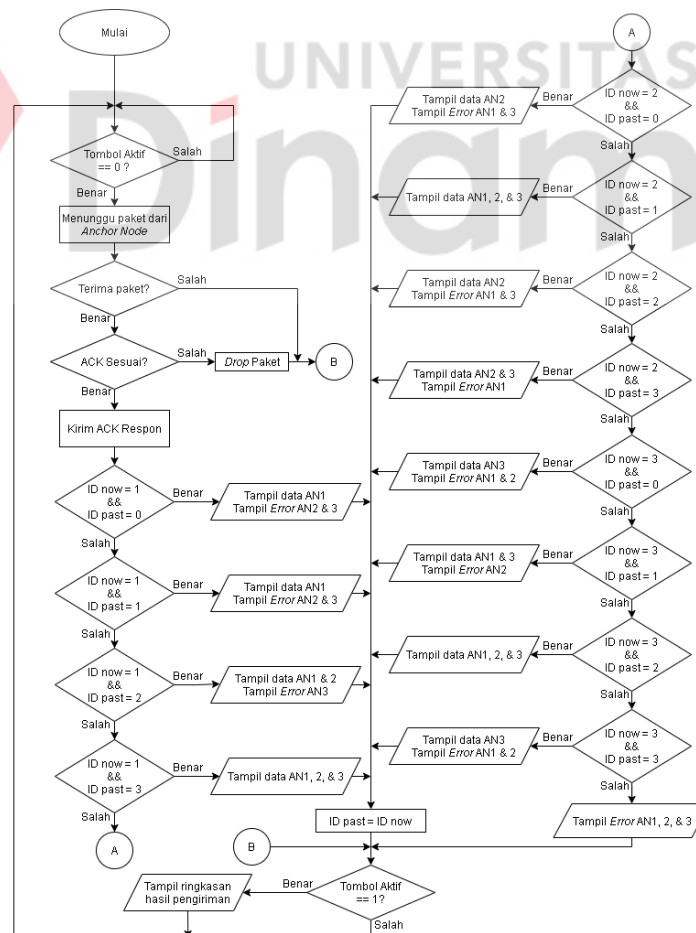 UNIVERSITAS
Dinam
Mulai
Tombol Aktif
== 0 ?
Salah
Benar
Menunggu paket dari
Anchor Node
Terima paket?
Salah
Benar
ACK Sesuai?
Salah
Drop Paket
B
Benar
Kirim ACK Respon
ID now = 1
&&
ID past = 0
Benar
Tampil data AN1
Tampil Error AN2 & 3
Salah
ID now = 1
&&
ID past = 1
Benar
Tampil data AN1
Tampil Error AN2 & 3
Salah
ID now = 1
&&
ID past = 2
Benar
Tampil data AN1 & 2
Tampil Error AN3
Salah
ID now = 1
&&
ID past = 3
Benar
Tampil data AN1, 2, & 3
Salah
A
A
ID now = 2
&&
ID past = 0
Benar
Tampil data AN2
Tampil Error AN1 & 3
Salah
ID now = 2
&&
ID past = 1
Benar
Tampil data AN1, 2, & 3
Salah
ID now = 2
&&
ID past = 2
Benar
Tampil data AN2
Tampil Error AN1 & 3
Salah
ID now = 2
&&
ID past = 3
Benar
Tampil data AN2 & 3
Tampil Error AN1
Salah
ID now = 3
&&
ID past = 0
Benar
Tampil data AN3
Tampil Error AN1 & 2
Salah
ID now = 3
&&
ID past = 1
Benar
Tampil data AN1 & 3
Tampil Error AN2
Salah
ID now = 3
&&
ID past = 2
Benar
Tampil data AN1, 2, & 3
Salah
ID now = 3
&&
ID past = 3
Benar
Tampil data AN3
Tampil Error AN1 & 2
Salah
Tampil Error AN1, 2, & 3
ID past = ID now
B
Tombol Aktif
== 1?
Benar
Tampil ringkasan
hasil pengiriman
Salah